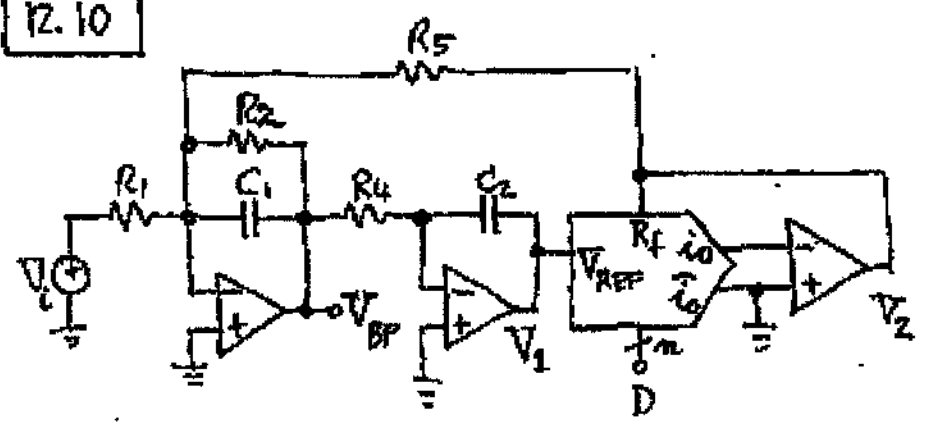 12.10
R5
R2
R1 C1 R4 C2
Vi
VBP
V1
VREF
Rf
io
io
n
D
V2
- + - + - +
+